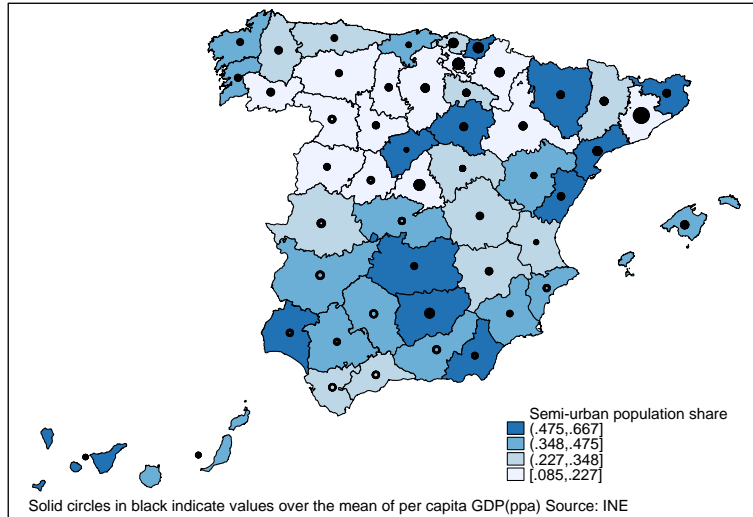 Semi-urban population share
(.475,.667]
(.348,.475]
(.227,.348]
[.085,.227]
Solid circles in black indicate values over the mean of per capita GDP(ppa) Source: INE